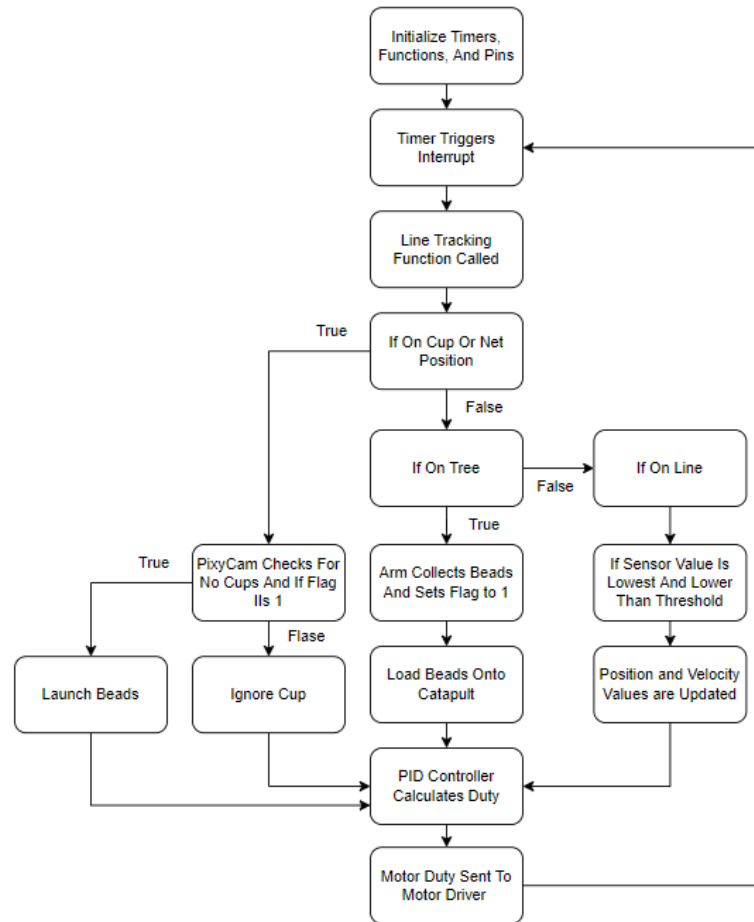 Initialize Timers,
Functions, And Pins
Timer Triggers
Interrupt
Line Tracking
Function Called
True
If On Cup Or Net
Position
False
If On Tree
False
If On Line
True
True
PixyCam Checks For
No Cups And If Flag
IIs 1
Arm Collects Beads
And Sets Flag to 1
If Sensor Value Is
Lowest And Lower
Than Threshold
Flase
Launch Beads
Ignore Cup
Load Beads Onto
Catapult
Position and Velocity
Values are Updated
PID Controller
Calculates Duty
Motor Duty Sent To
Motor Driver